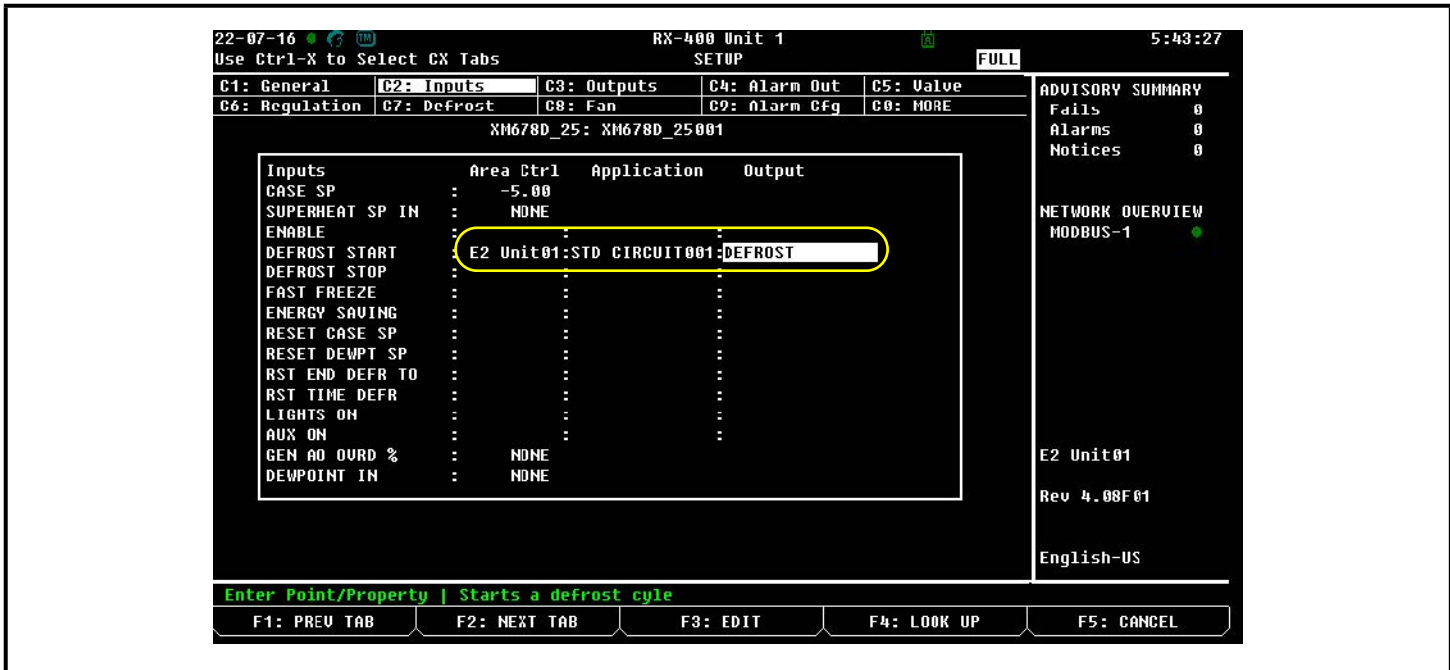 22-07-16 RX-400 Unit 1 5:43:27
Use Ctrl-X to Select CX Tabs SETUP FULL
C1: General C2: Inputs C3: Outputs C4: Alarm Out C5: Valve
C6: Regulation C7: Defrost C8: Fan C9: Alarm Cfg C0: MORE
XM678D_25: XM678D_25001
Inputs Area Ctrl Application Output
CASE SP : -5.00
SUPERHEAT SP IN : NONE
ENABLE : : :
DEFROST START : E2 Unit01:STD CIRCUIT001:DEFROST
DEFROST STOP : : :
FAST FREEZE : : :
ENERGY SAVING : : :
RESET CASE SP : : :
RESET DEWPT SP : : :
RST END DEFR TO : : :
RST TIME DEFR : : :
LIGHTS ON : : :
AUX ON : : :
GEN AO OVRD % : NONE
DEWPOINT IN : NONE
ADVISORY SUMMARY
Fails 0
Alarms 0
Notices 0
NETWORK OVERVIEW
MODBUS-1
E2 Unit01
Rev 4.08F01
English-US
Enter Point/Property | Starts a defrost cyle
F1: PREV TAB F2: NEXT TAB F3: EDIT F4: LOOK UP F5: CANCEL